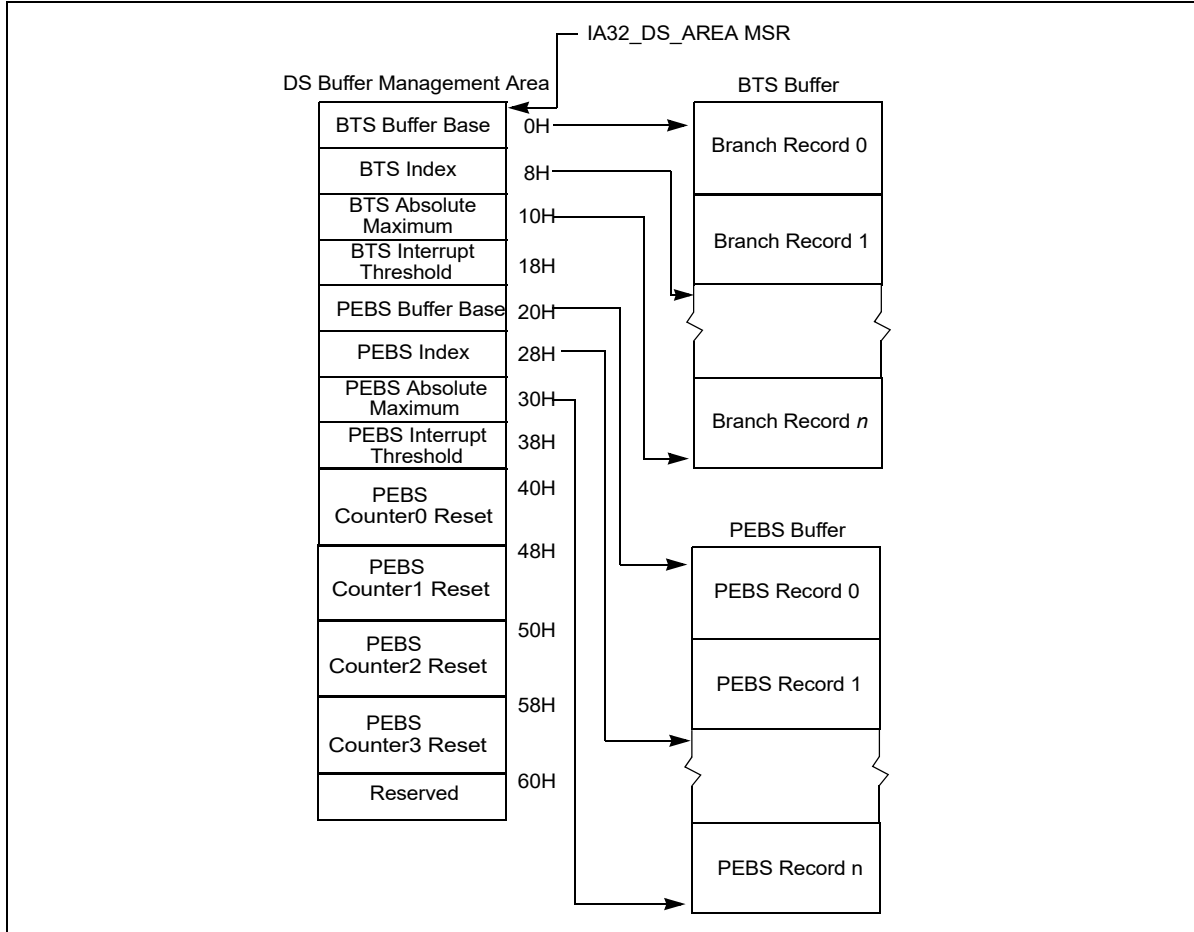 IA32_DS_AREA MSR
DS Buffer Management Area
BTS Buffer Base
0H
BTS Index
8H
BTS Absolute
Maximum
10H
BTS Interrupt
Threshold
18H
PEBS Buffer Base
20H
PEBS Index
28H
PEBS Absolute
Maximum
30H
PEBS Interrupt
Threshold
38H
40H
PEBS
Counter0 Reset
48H
PEBS
Counter1 Reset
50H
PEBS
Counter2 Reset
58H
PEBS
Counter3 Reset
60H
Reserved
BTS Buffer
Branch Record 0
Branch Record 1
Branch Record n
PEBS Buffer
PEBS Record 0
PEBS Record 1
PEBS Record n